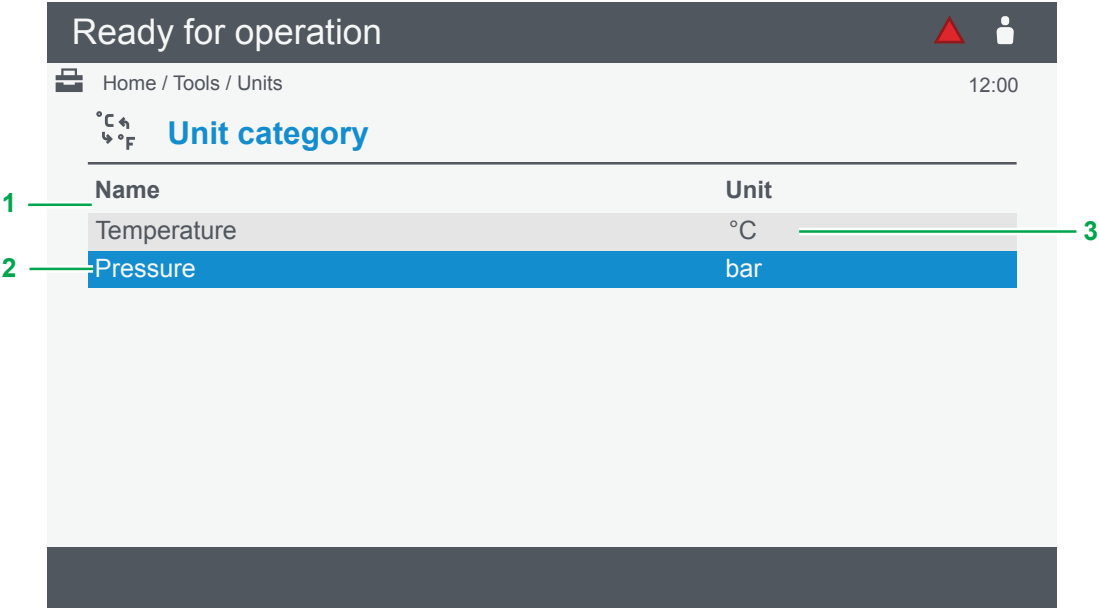 Ready for operation
Home / Tools / Units 12:00
°C
°F
Unit category
Name Unit
1
Temperature °C 3
2 Pressure bar